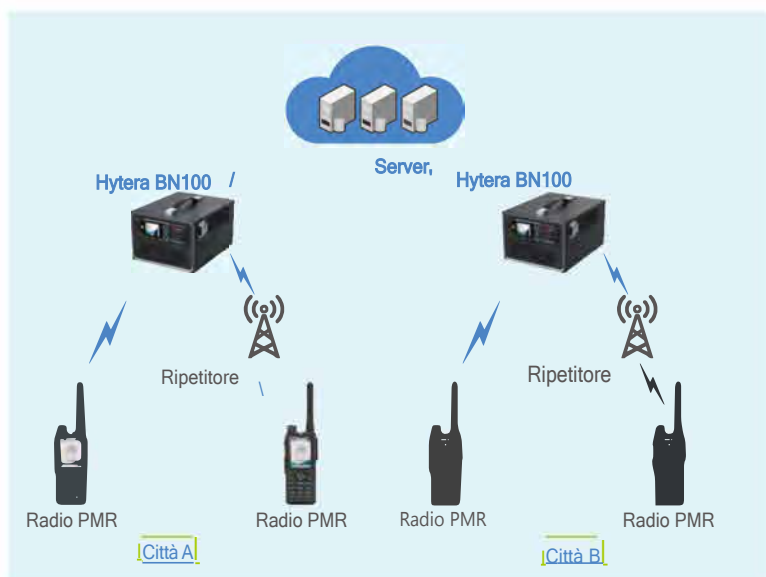 Server,
Hytera BN100
Hytera BN100
Ripetitore
Ripetitore
Radio PMR
Radio PMR
Radio PMR
Radio PMR
Città A
Città B